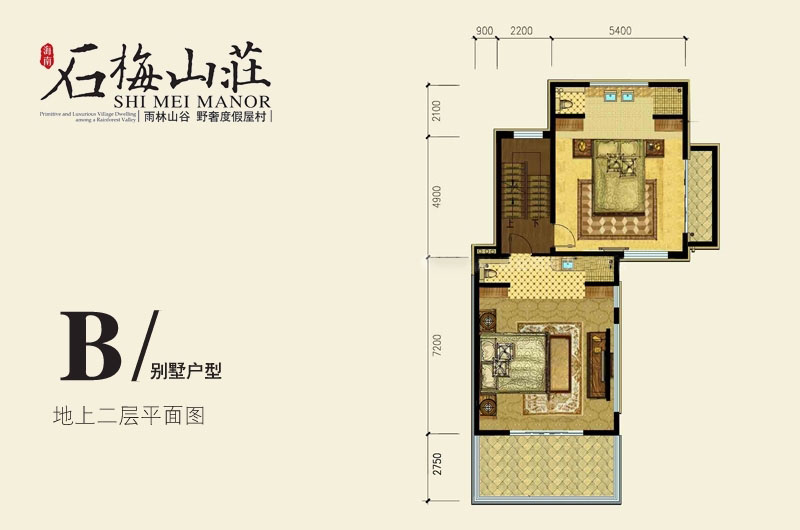 海南
石梅山莊
SHI MEI MANOR
Primitive and Luxurious Village Dwelling
among a Rainforest Valley
雨林山谷 野奢度假屋村
B/别墅户型
地上二层平面图
900 2200 5400
2100
4900
7200
2750
上 下